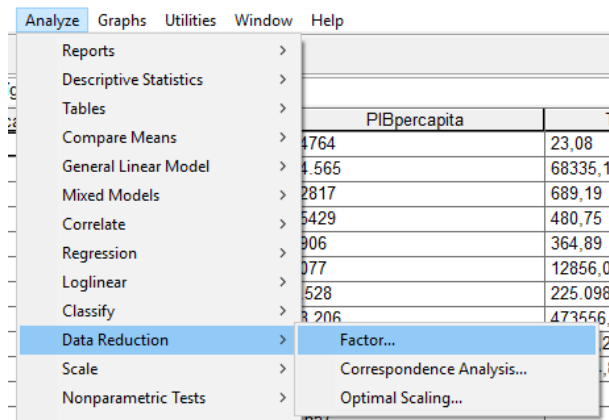 Analyze Graphs Utilities Window Help
Reports
Descriptive Statistics
Tables
PIBpercapita
Compare Means
4764 23,08
General Linear Model
4.565 68335,1
Mixed Models
2817 689,19
Correlate
5429 480,75
Regression
906 364,89
Loglinear
077 12856,0
.528 225.098
Classify
8.206 473556,
Data Reduction
Factor...
Scale
Correspondence Analysis...
Nonparametric Tests
Optimal Scaling...